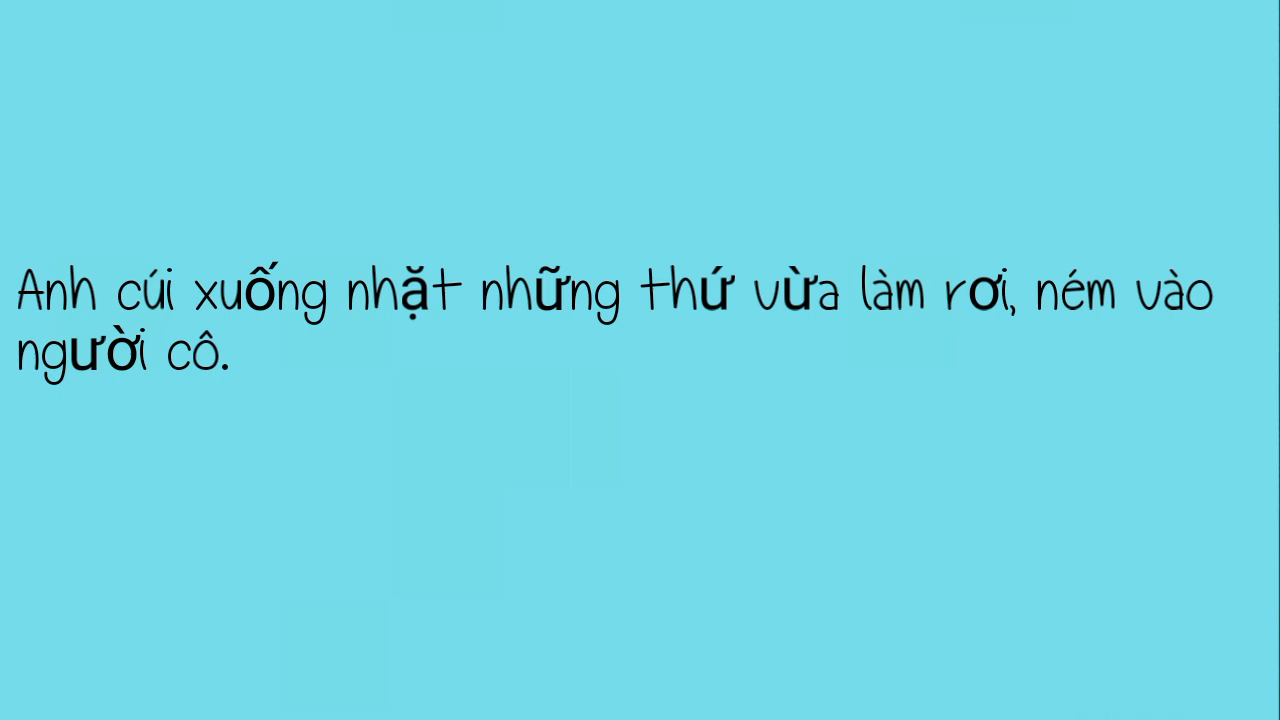 Anh cúi xuống nhặt những thứ vừa làm rơi, ném vào
người cô.